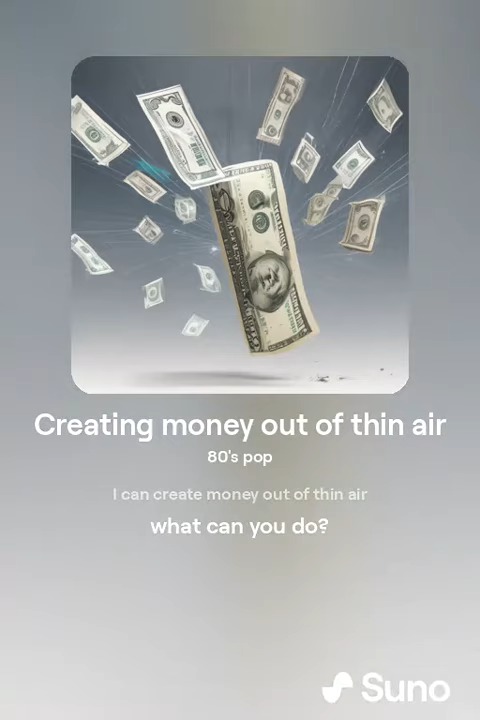 Creating money out of thin air
80's pop
I can create money out of thin air
what can you do?
Suno